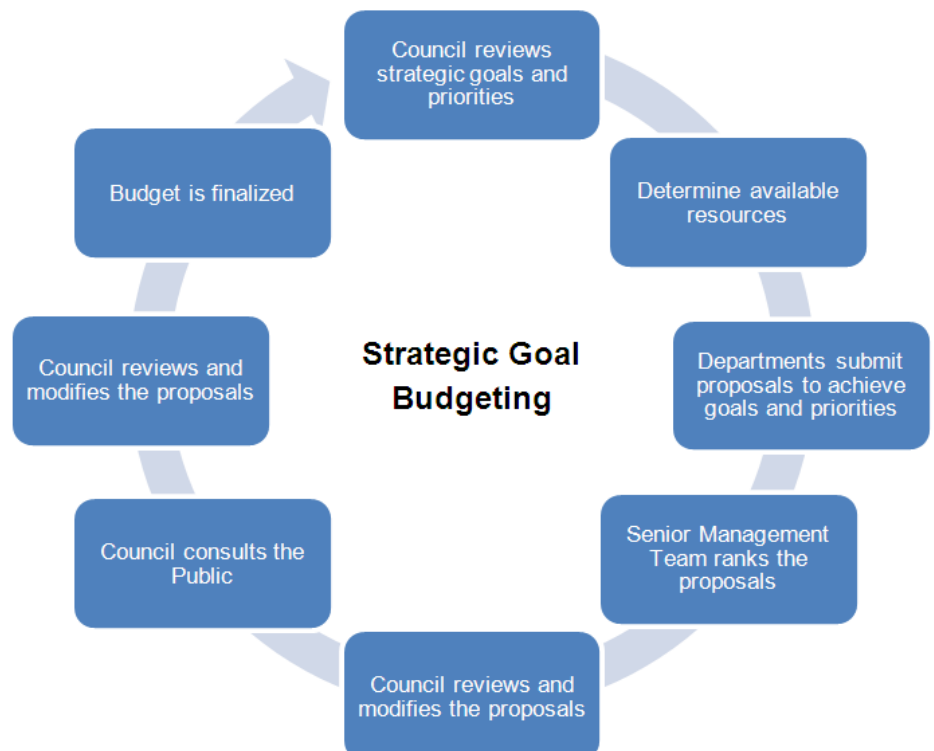 Council reviews
strategic goals and
priorities
Determine available
resources
Departments submit
proposals to achieve
goals and priorities
Senior Management
Team ranks the
proposals
Council reviews and
modifies the proposals
Council consults the
Public
Council reviews and
modifies the proposals
Budget is finalized
Strategic Goal
Budgeting